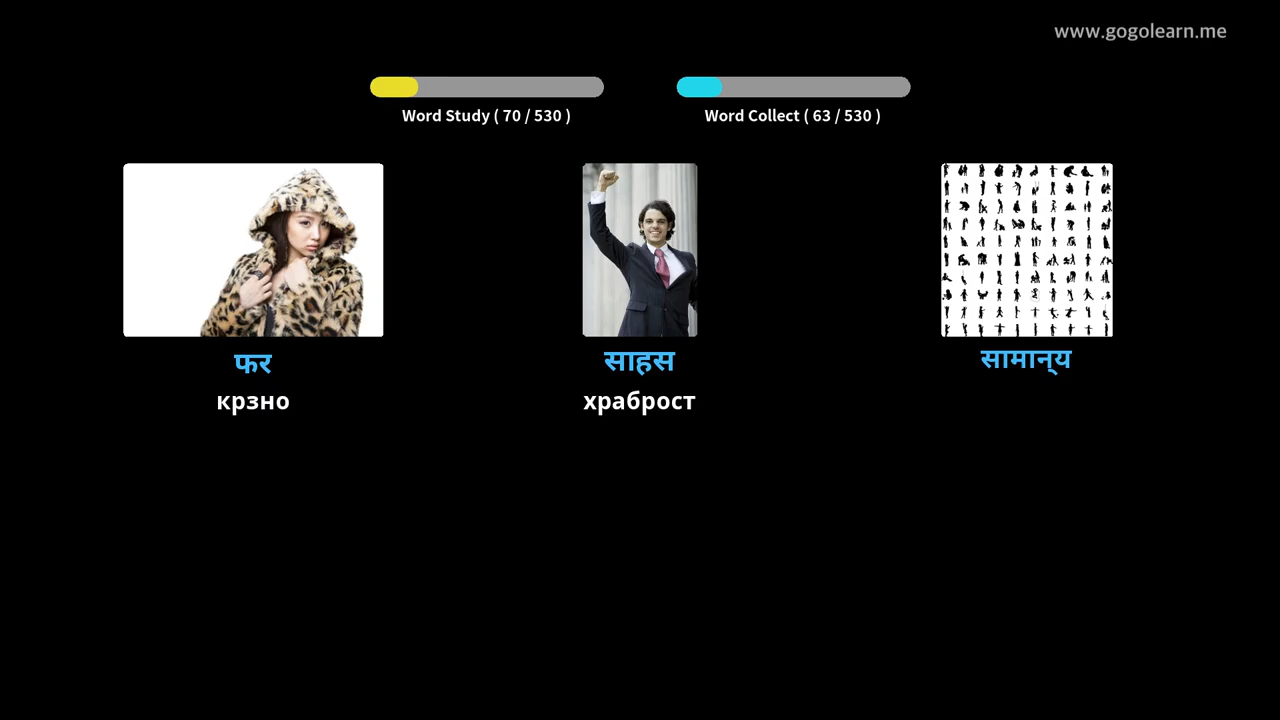 www.gogolearn.me
Word Study ( 70 / 530 )
Word Collect ( 63 / 530 )
फर
साहस
सामान्य
крзно
храброст